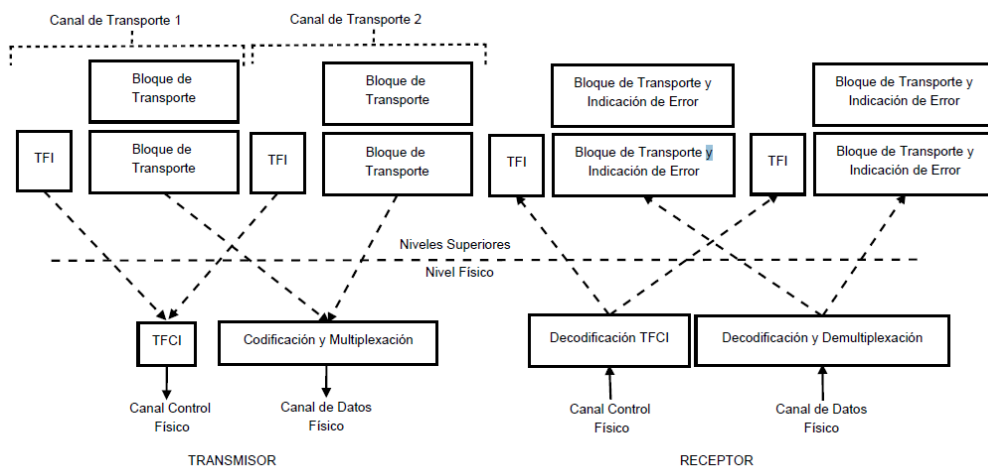 Canal de Transporte 1
Canal de Transporte 2
Bloque de
Transporte
Bloque de
Transporte
Bloque de Transporte y
Indicación de Error
Bloque de Transporte y
Indicación de Error
TFI
Bloque de
Transporte
TFI
Bloque de
Transporte
TFI
Bloque de Transporte y
Indicación de Error
TFI
Bloque de Transporte y
Indicación de Error
Niveles Superiores
Nivel Físico
TFCI
Codificación y Multiplexación
Decodificación TFCI
Decodificación y Demultiplexación
Canal Control
Físico
Canal de Datos
Físico
Canal Control
Físico
Canal de Datos
Físico
TRANSMISOR
RECEPTOR